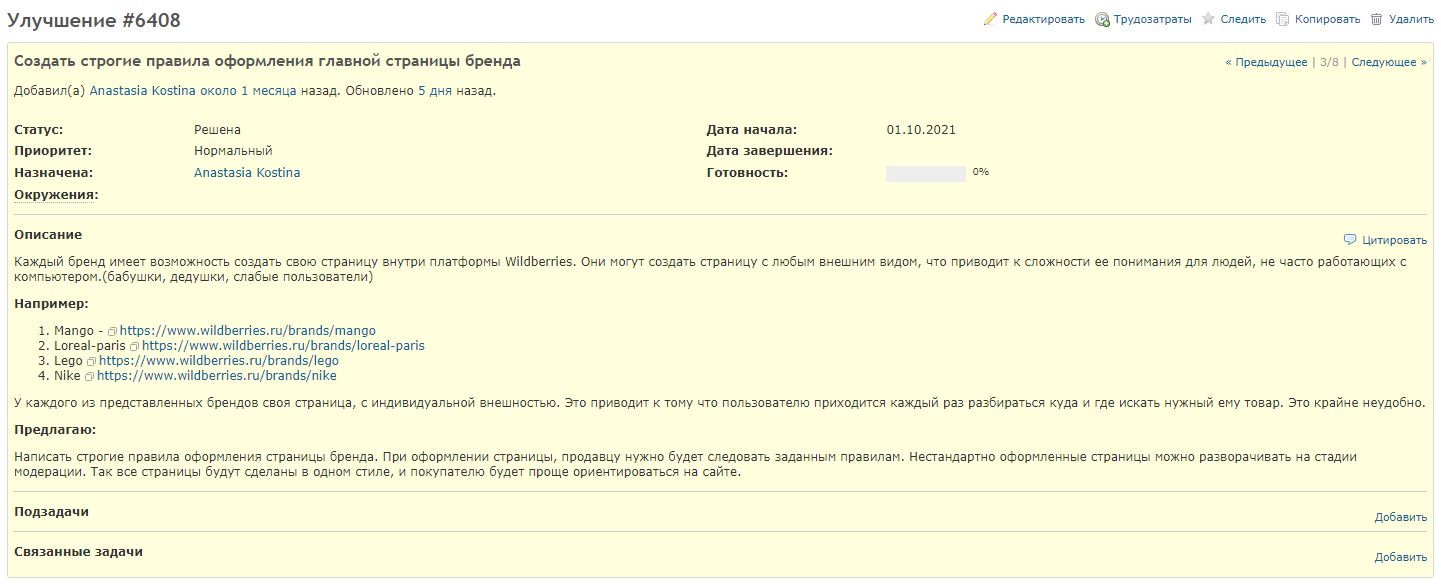 Улучшение #6408
Редактировать Трудозатраты Следить Копировать Удалить
Создать строгие правила оформления главной страницы бренда
« Предыдущее | 3/8 | Следующее »
Добавил(а) Anastasia Kostina около 1 месяца назад. Обновлено 5 дня назад.
Статус: Решена Дата начала: 01.10.2021
Приоритет: Нормальный Дата завершения:
Назначена: Anastasia Kostina Готовность: 0%
Окружения:
Описание
Цитировать
Каждый бренд имеет возможность создать свою страницу внутри платформы Wildberries. Они могут создать страницу с любым внешним видом, что приводит к сложности ее понимания для людей, не часто работающих с
компьютером.(бабушки, дедушки, слабые пользователи)
Например:
1. Mango - https://www.wildberries.ru/brands/mango
2. Loreal-paris https://www.wildberries.ru/brands/loreal-paris
3. Lego https://www.wildberries.ru/brands/lego
4. Nike https://www.wildberries.ru/brands/nike
У каждого из представленных брендов своя страница, с индивидуальной внешностью. Это приводит к тому что пользователю приходится каждый раз разбираться куда и где искать нужный ему товар. Это крайне неудобно.
Предлагаю:
Написать строгие правила оформления страницы бренда. При оформлении страницы, продавцу нужно будет следовать заданным правилам. Нестандартно оформленные страницы можно разворачивать на стадии
модерации. Так все страницы будут сделаны в одном стиле, и покупателю будет проще ориентироваться на сайте.
Подзадачи
Добавить
Связанные задачи
Добавить